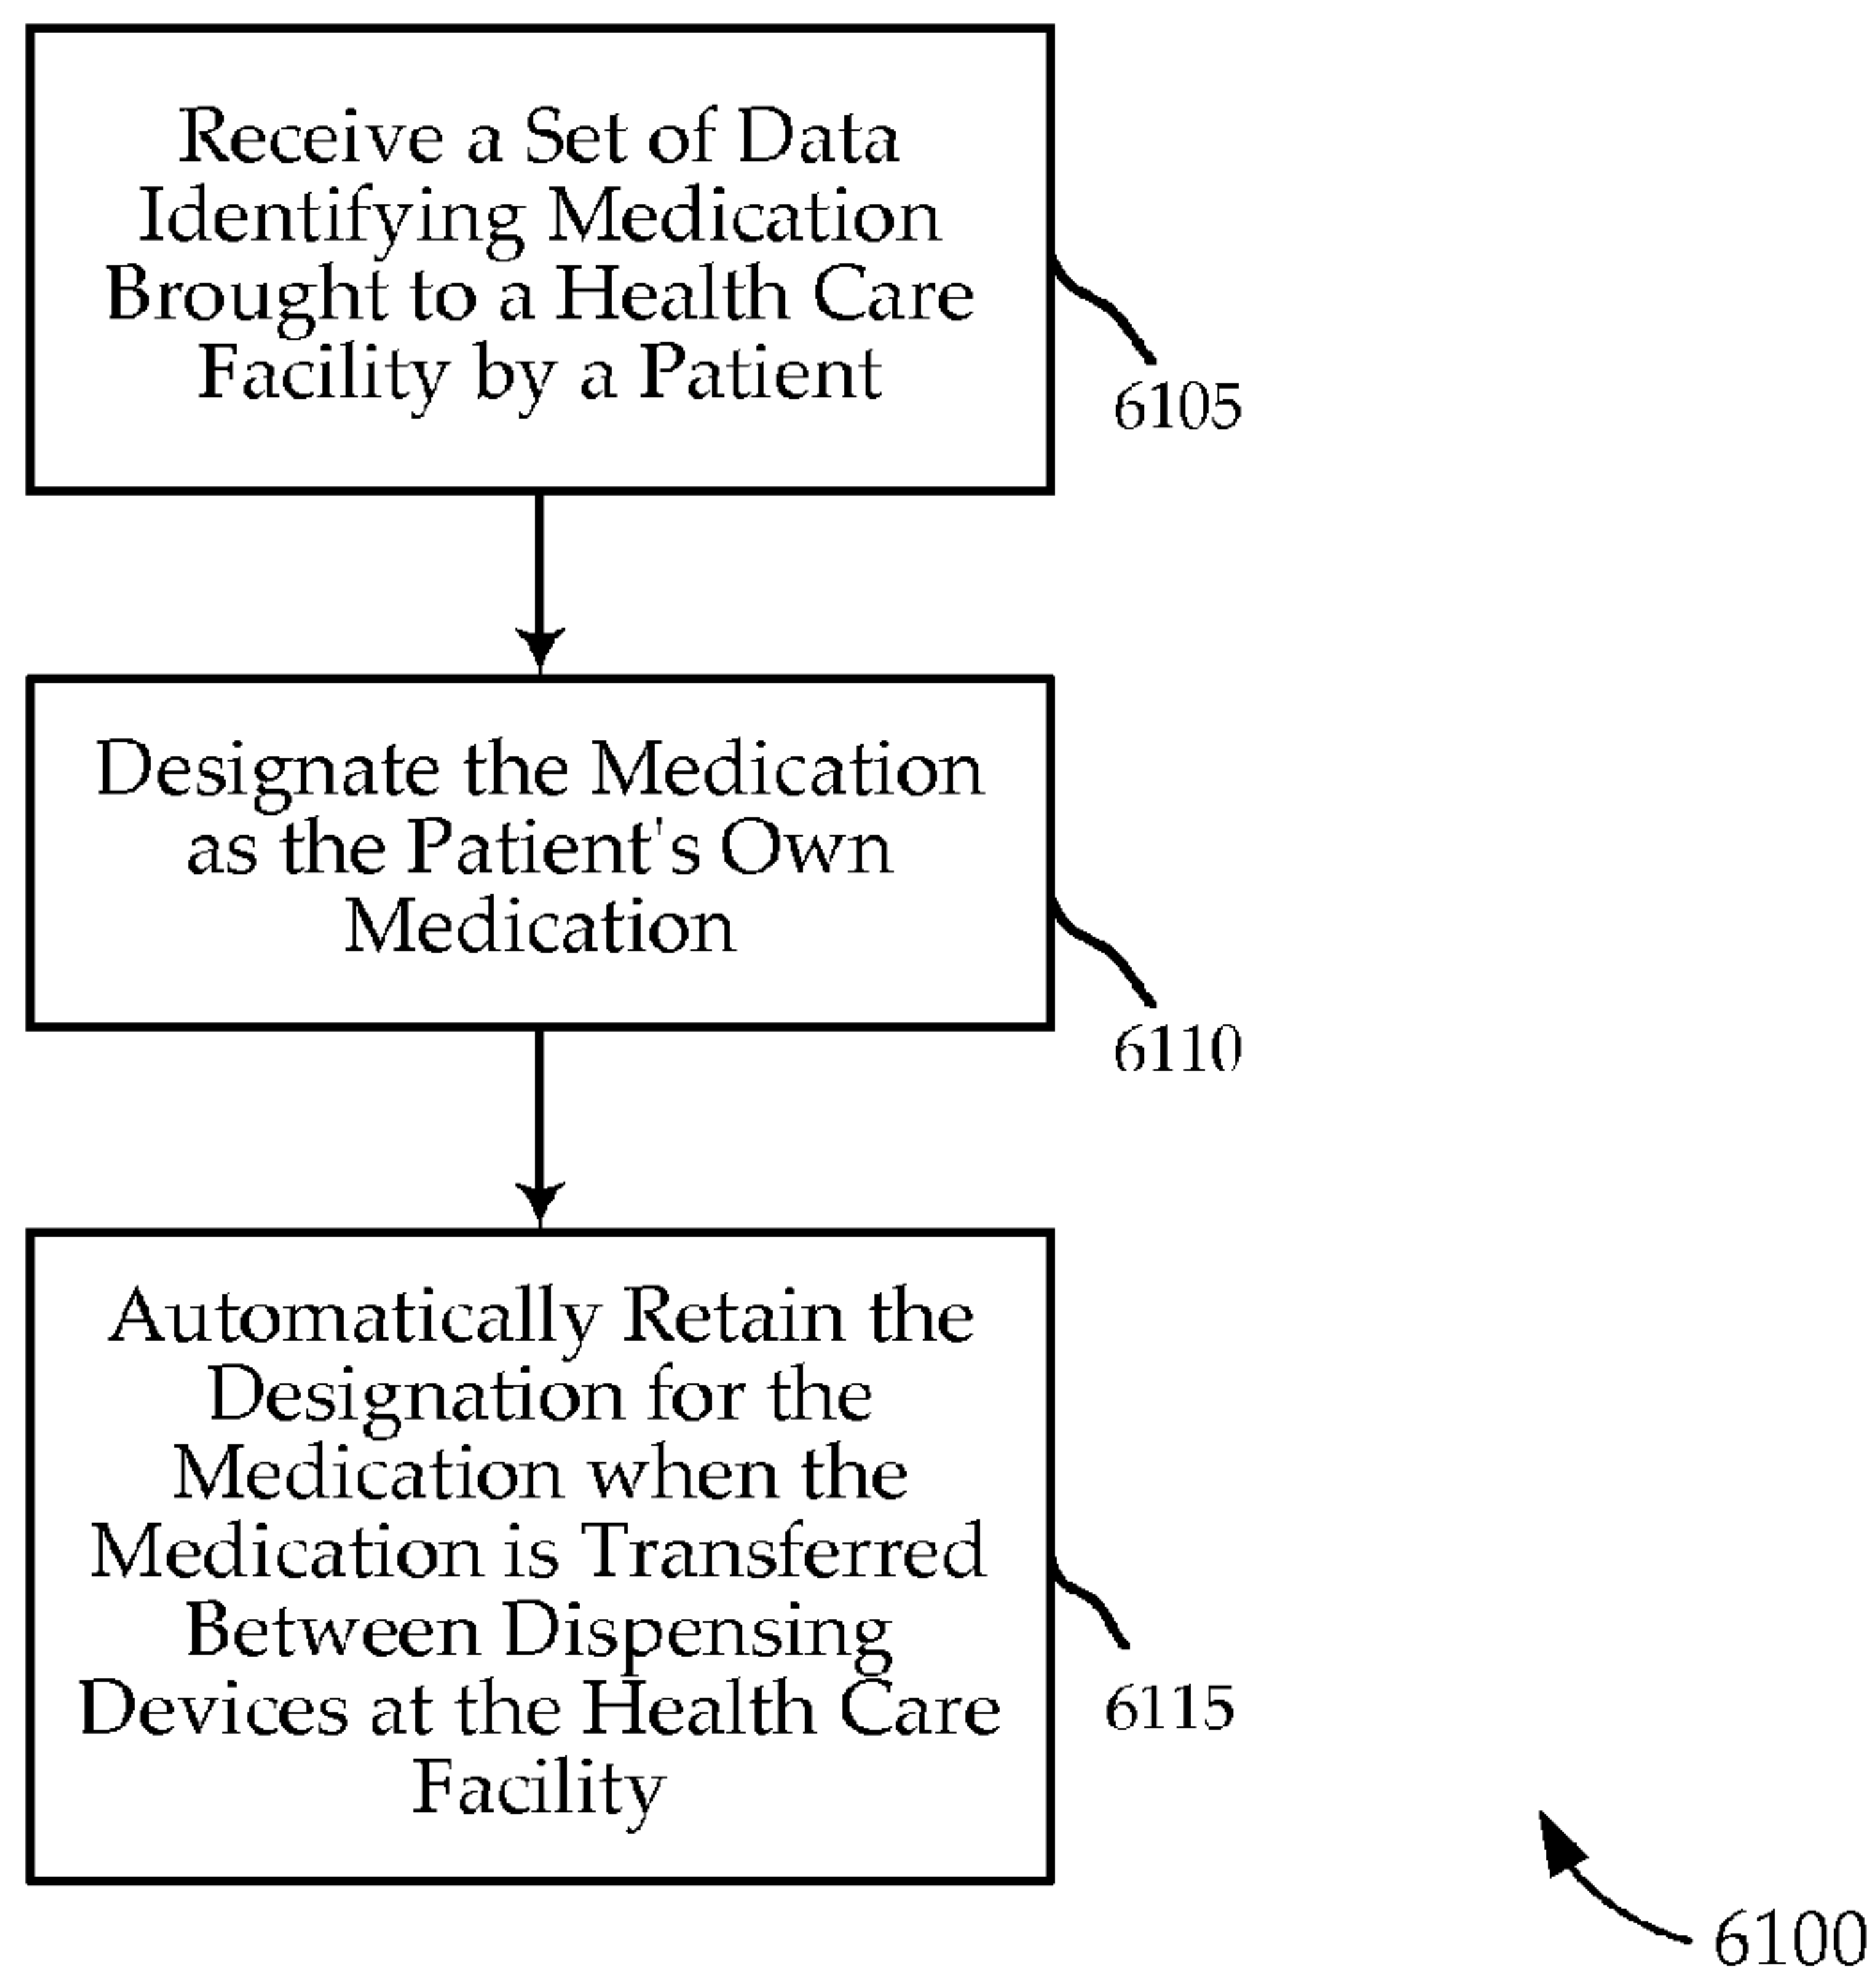 Receive a Set of Data
Identifying Medication
Brought to a Health Care
Facility by a Patient
6105
Designate the Medication
as the Patient's Own
Medication
6110
Automatically Retain the
Designation for the
Medication when the
Medication is Transferred
Between Dispensing
Devices at the Health Care
Facility
6115
6100